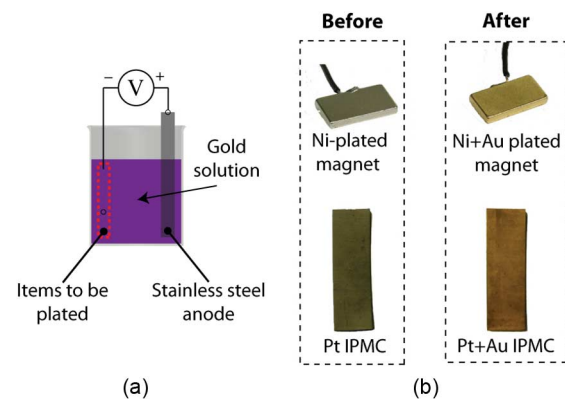 − V +
Gold
solution
Items to be
plated
Stainless steel
anode
(a)
Before
After
Ni-plated
magnet
Ni+Au plated
magnet
Pt IPMC
Pt+Au IPMC
(b)